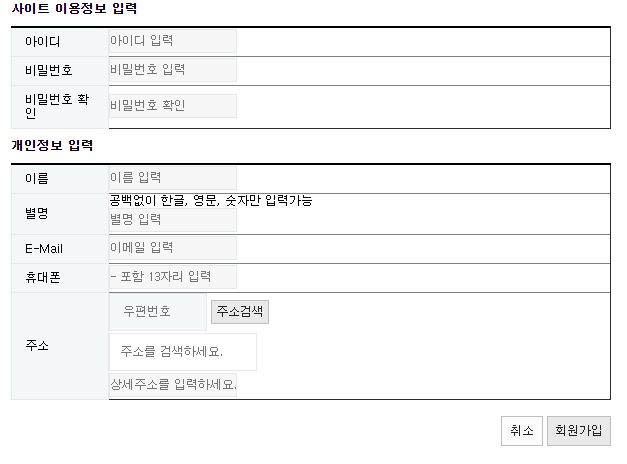 사이트 이용정보 입력
아이디 아이디 입력
비밀번호 비밀번호 입력
비밀번호 확
인 비밀번호 확인
개인정보 입력
이름 이름 입력
공백없이 한글, 영문, 숫자만 입력가능
별명 별명 입력
E-Mail 이메일 입력
휴대폰 - 포함 13자리 입력
우편번호 주소검색
주소 주소를 검색하세요.
상세주소를 입력하세요.
취소 회원가입